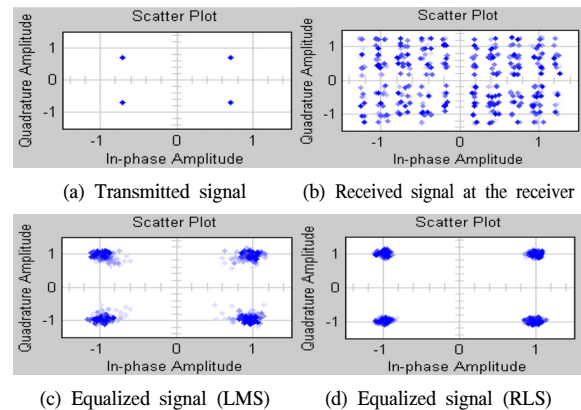 Scatter Plot
Quadrature Amplitude
1
0
-1
-1 0 1
In-phase Amplitude
(a) Transmitted signal
Scatter Plot
Quadrature Amplitude
1
0
-1
-1 0 1
In-phase Amplitude
(b) Received signal at the receiver
Scatter Plot
Quadrature Amplitude
1
0
-1
-1 0 1
In-phase Amplitude
(c) Equalized signal (LMS)
Scatter Plot
Quadrature Amplitude
1
0
-1
-1 0 1
In-phase Amplitude
(d) Equalized signal (RLS)